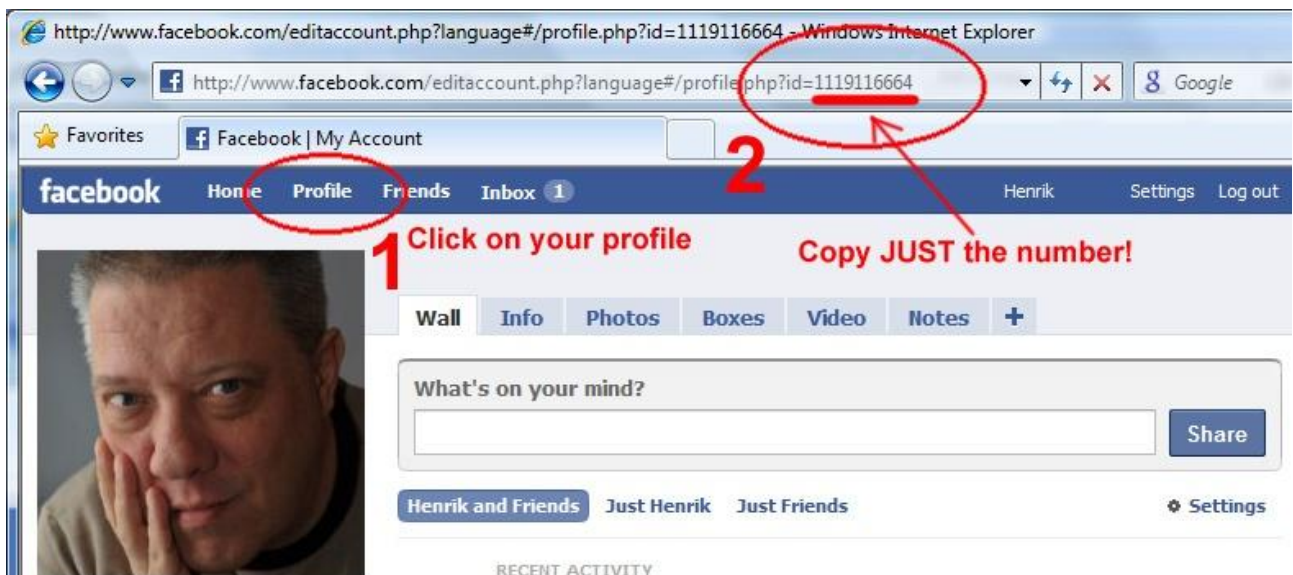 http://www.facebook.com/editaccount.php?language#/profile.php?id=1119116664 - Windows Internet Explorer
http://www.facebook.com/editaccount.php?language#/profile.php?id=1119116664
Google
Favorites
Facebook | My Account
2
facebook Home Profile Friends Inbox 1 Henrik Settings Log out
1 Click on your profile
Copy JUST the number!
Wall Info Photos Boxes Video Notes +
What's on your mind?
Share
Henrik and Friends Just Henrik Just Friends Settings
RECENT ACTIVITY